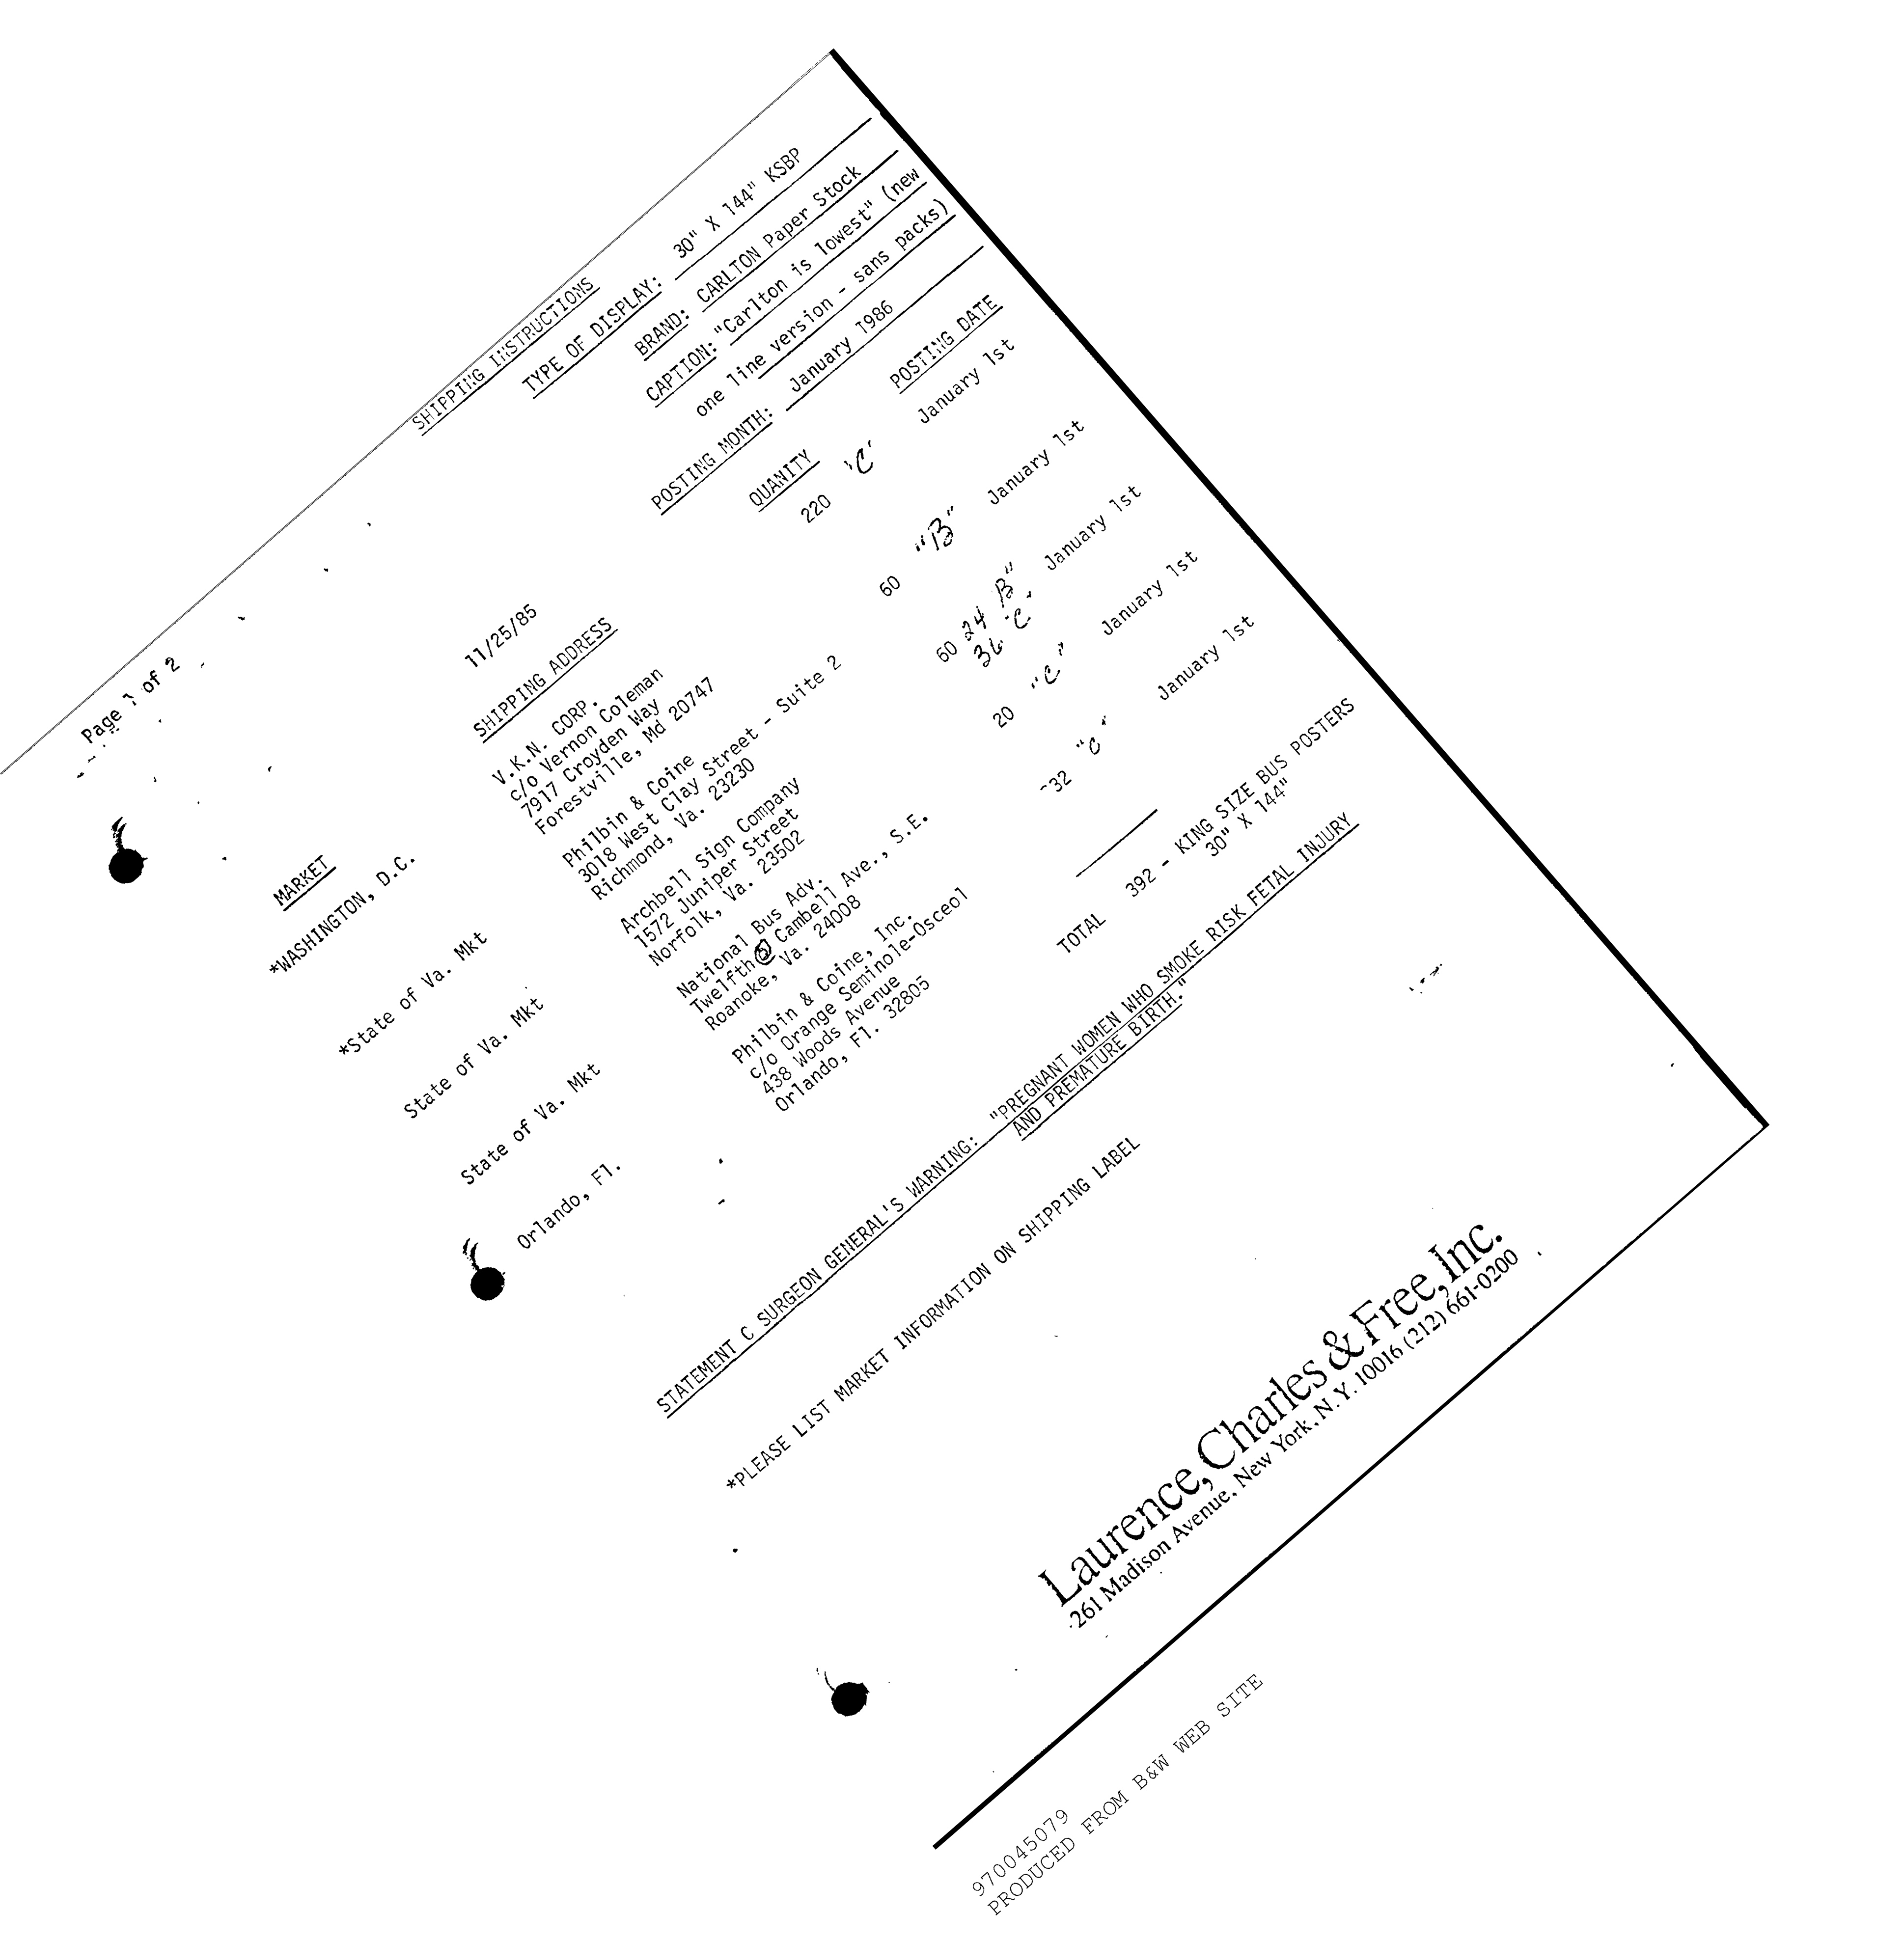 Page 1 of 2
SHIPPING INSTRUCTIONS
TYPE OF DISPLAY: 30" X 144" KSBP
BRAND: CARLTON Paper Stock
CAPTION: "Carlton is lowest" (new
one line version - sans packs)
11/25/85
POSTING MONTH: January 1986
MARKET SHIPPING ADDRESS QUANITY POSTING DATE
*WASHINGTON, D.C. V.K.N. CORP. 220 "C" January 1st
c/o Vernon Coleman
7917 Croyden Way
Forestville, Md 20747
*State of Va. Mkt Philbin & Coine 60 "B" January 1st
3018 West Clay Street - Suite 2
Richmond, Va. 23230
State of Va. Mkt Archbell Sign Company 60 24 "B" January 1st
1572 Juniper Street 36 "C"
Norfolk, Va. 23502
State of Va. Mkt National Bus Adv. 20 "C" January 1st
Twelfth @ Cambell Ave., S.E.
Roanoke, Va. 24008
Orlando, Fl. Philbin & Coine, Inc. 32 "C" January 1st
c/o Orange Seminole-Osceol
438 Woods Avenue
Orlando, Fl. 32805
TOTAL 392 - KING SIZE BUS POSTERS
30" X 144"
STATEMENT C SURGEON GENERAL'S WARNING: "PREGNANT WOMEN WHO SMOKE RISK FETAL INJURY
AND PREMATURE BIRTH."
*PLEASE LIST MARKET INFORMATION ON SHIPPING LABEL
Laurence, Charles & Free, Inc.
261 Madison Avenue, New York, N.Y. 10016 (212) 661-0200
970045079
PRODUCED FROM B&W WEB SITE